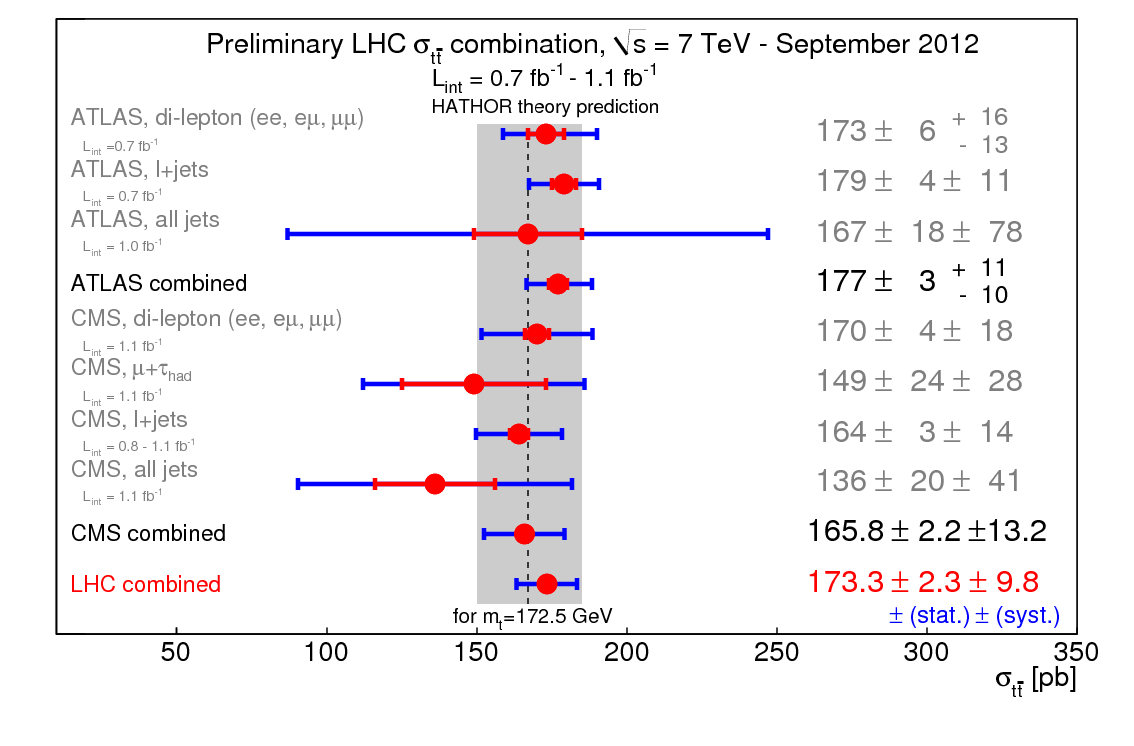 Preliminary LHC σ_tt̄ combination, √s = 7 TeV - September 2012
L_int = 0.7 fb⁻¹ - 1.1 fb⁻¹
HATHOR theory prediction
ATLAS, di-lepton (ee, eμ, μμ) 173 ± 6 + 16 - 13
L_int =0.7 fb⁻¹
ATLAS, l+jets 179 ± 4 ± 11
L_int = 0.7 fb⁻¹
ATLAS, all jets 167 ± 18 ± 78
L_int = 1.0 fb⁻¹
ATLAS combined 177 ± 3 + 11 - 10
CMS, di-lepton (ee, eμ, μμ) 170 ± 4 ± 18
L_int = 1.1 fb⁻¹
CMS, μ+τ_had 149 ± 24 ± 28
L_int = 1.1 fb⁻¹
CMS, l+jets 164 ± 3 ± 14
L_int = 0.8 - 1.1 fb⁻¹
CMS, all jets 136 ± 20 ± 41
L_int = 1.1 fb⁻¹
CMS combined 165.8 ± 2.2 ±13.2
LHC combined 173.3 ± 2.3 ± 9.8
for m_t=172.5 GeV ± (stat.) ± (syst.)
50 100 150 200 250 300 350
σ_tt̄ [pb]